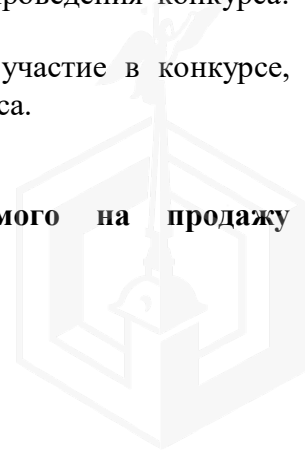 проведения конкурса.
участие в конкурсе,
са.
мого на продажу